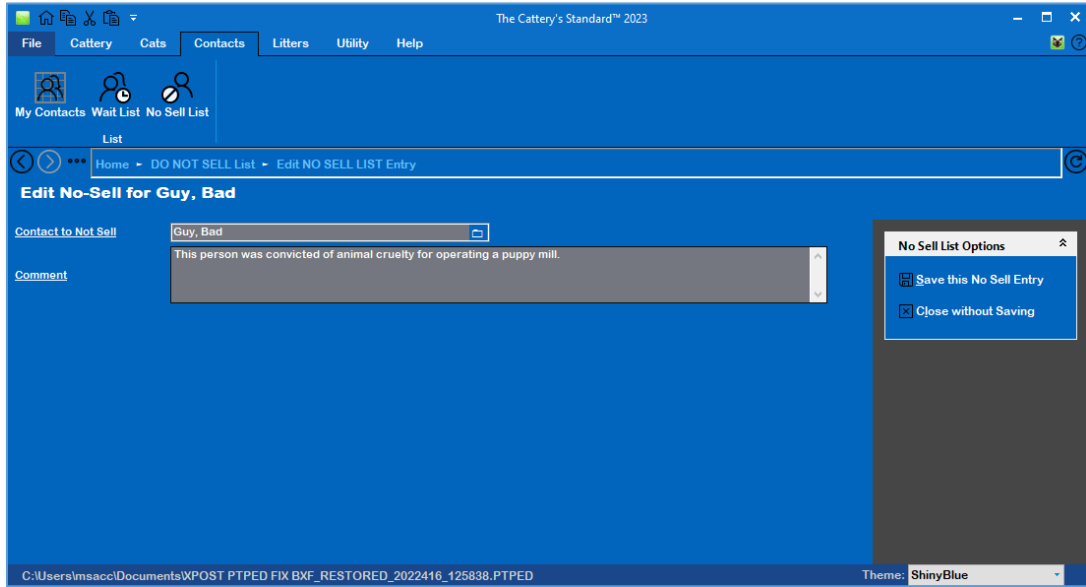 The Cattery's Standard™ 2023
File Cattery Cats Contacts Litters Utility Help
My Contacts Wait List No Sell List
List
Home DO NOT SELL List Edit NO SELL LIST Entry
Edit No-Sell for Guy, Bad
Contact to Not Sell Guy, Bad
Comment This person was convicted of animal cruelty for operating a puppy mill.
No Sell List Options
Save this No Sell Entry
Close without Saving
C:\Users\msacc\Documents\XPOST PTPED FIX BXF_RESTORED_2022416_125838.PTPED Theme: ShinyBlue